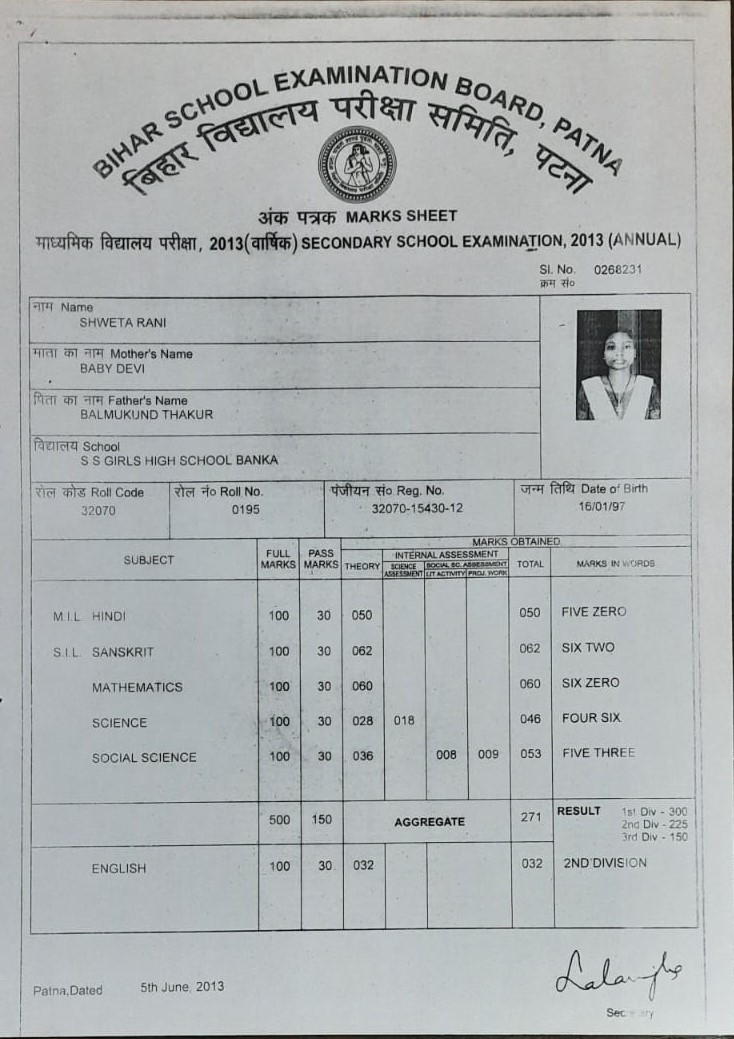 BIHAR SCHOOL EXAMINATION BOARD, PATNA
बिहार विद्यालय परीक्षा समिति, पटना
अंक पत्रक MARKS SHEET
माध्यमिक विद्यालय परीक्षा, 2013(वार्षिक) SECONDARY SCHOOL EXAMINATION, 2013 (ANNUAL)
Sl. No. 0268231
क्रम सं०
नाम Name
SHWETA RANI
माता का नाम Mother's Name
BABY DEVI
पिता का नाम Father's Name
BALMUKUND THAKUR
विद्यालय School
S S GIRLS HIGH SCHOOL BANKA
रोल कोड Roll Code रोल नं० Roll No. पंजीयन सं० Reg. No. जन्म तिथि Date of Birth
32070 0195 32070-15430-12 16/01/97
MARKS OBTAINED
SUBJECT FULL MARKS PASS MARKS THEORY INTERNAL ASSESSMENT TOTAL MARKS IN WORDS
SCIENCE ASSESSMENT SOCIAL SC. ASSESSMENT
LIT ACTIVITY PROJ. WORK
M.I.L HINDI 100 30 050 050 FIVE ZERO
S.I.L. SANSKRIT 100 30 062 062 SIX TWO
MATHEMATICS 100 30 060 060 SIX ZERO
SCIENCE 100 30 028 018 046 FOUR SIX
SOCIAL SCIENCE 100 30 036 008 009 053 FIVE THREE
500 150 AGGREGATE 271 RESULT 1st Div - 300
2nd Div - 225
3rd Div - 150
ENGLISH 100 30 032 032 2ND DIVISION
Patna,Dated 5th June, 2013